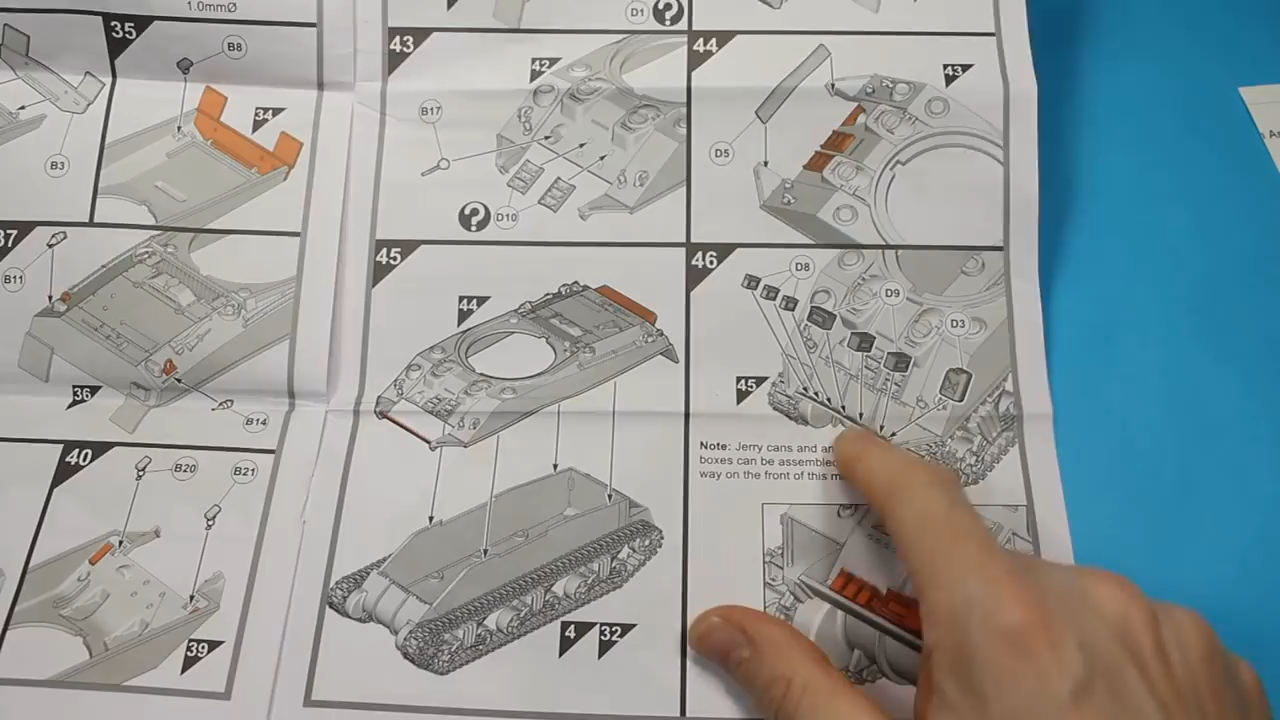 1.0mmØ
35
B8
34
B3
37
B11
36
B14
40
B20
B21
39
D1
?
43
42
B17
?
D10
44
43
D5
45
44
4
32
46
D8
D9
D3
45
Note: Jerry cans and
boxes can be assembled
way on the front of this